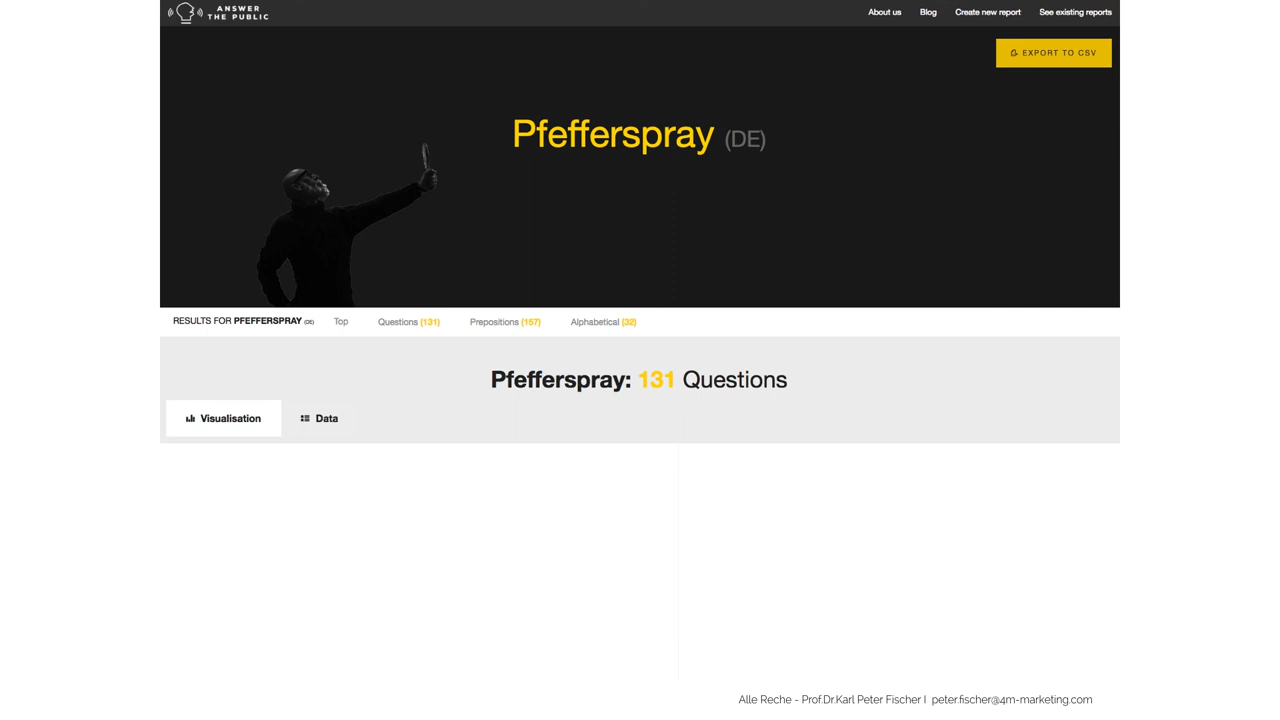 ANSWER
THE PUBLIC
About us Blog Create new report See existing reports
EXPORT TO CSV
Pfefferspray (DE)
RESULTS FOR PFEFFERSPRAY (DE) Top Questions (131) Prepositions (157) Alphabetical (32)
Pfefferspray: 131 Questions
Visualisation Data
Alle Reche - Prof.Dr.Karl Peter Fischer I peter.fischer@4m-marketing.com